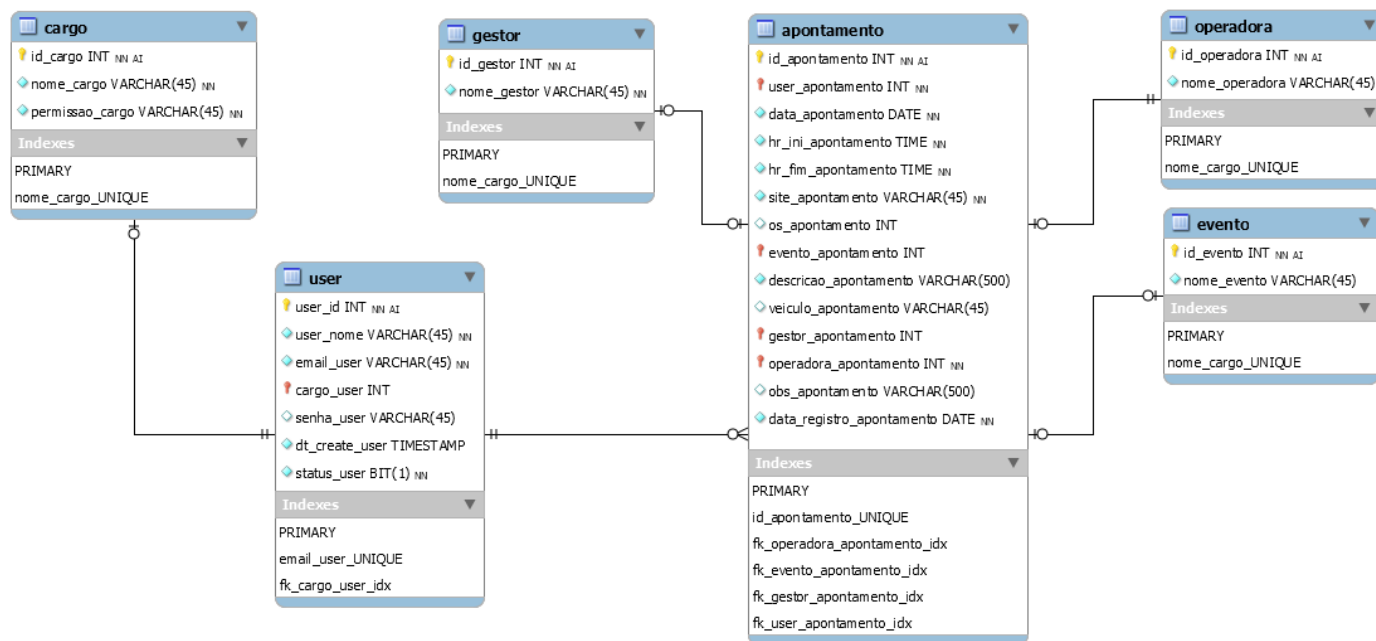 cargo
id_cargo INT NN AI
nome_cargo VARCHAR(45) NN
permissao_cargo VARCHAR(45) NN
Indexes
PRIMARY
nome_cargo_UNIQUE
gestor
id_gestor INT NN AI
nome_gestor VARCHAR(45) NN
Indexes
PRIMARY
nome_cargo_UNIQUE
user
user_id INT NN AI
user_nome VARCHAR(45) NN
email_user VARCHAR(45) NN
cargo_user INT
senha_user VARCHAR(45)
dt_create_user TIMESTAMP
status_user BIT(1) NN
Indexes
PRIMARY
email_user_UNIQUE
fk_cargo_user_idx
apontamento
id_apontamento INT NN AI
user_apontamento INT NN
data_apontamento DATE NN
hr_ini_apontamento TIME NN
hr_fim_apontamento TIME NN
site_apontamento VARCHAR(45) NN
os_apontamento INT
evento_apontamento INT
descricao_apontamento VARCHAR(500)
veiculo_apontamento VARCHAR(45)
gestor_apontamento INT
operadora_apontamento INT NN
obs_apontamento VARCHAR(500)
data_registro_apontamento DATE NN
Indexes
PRIMARY
id_apontamento_UNIQUE
fk_operadora_apontamento_idx
fk_evento_apontamento_idx
fk_gestor_apontamento_idx
fk_user_apontamento_idx
operadora
id_operadora INT NN AI
nome_operadora VARCHAR(45)
Indexes
PRIMARY
nome_cargo_UNIQUE
evento
id_evento INT NN AI
nome_evento VARCHAR(45)
Indexes
PRIMARY
nome_cargo_UNIQUE